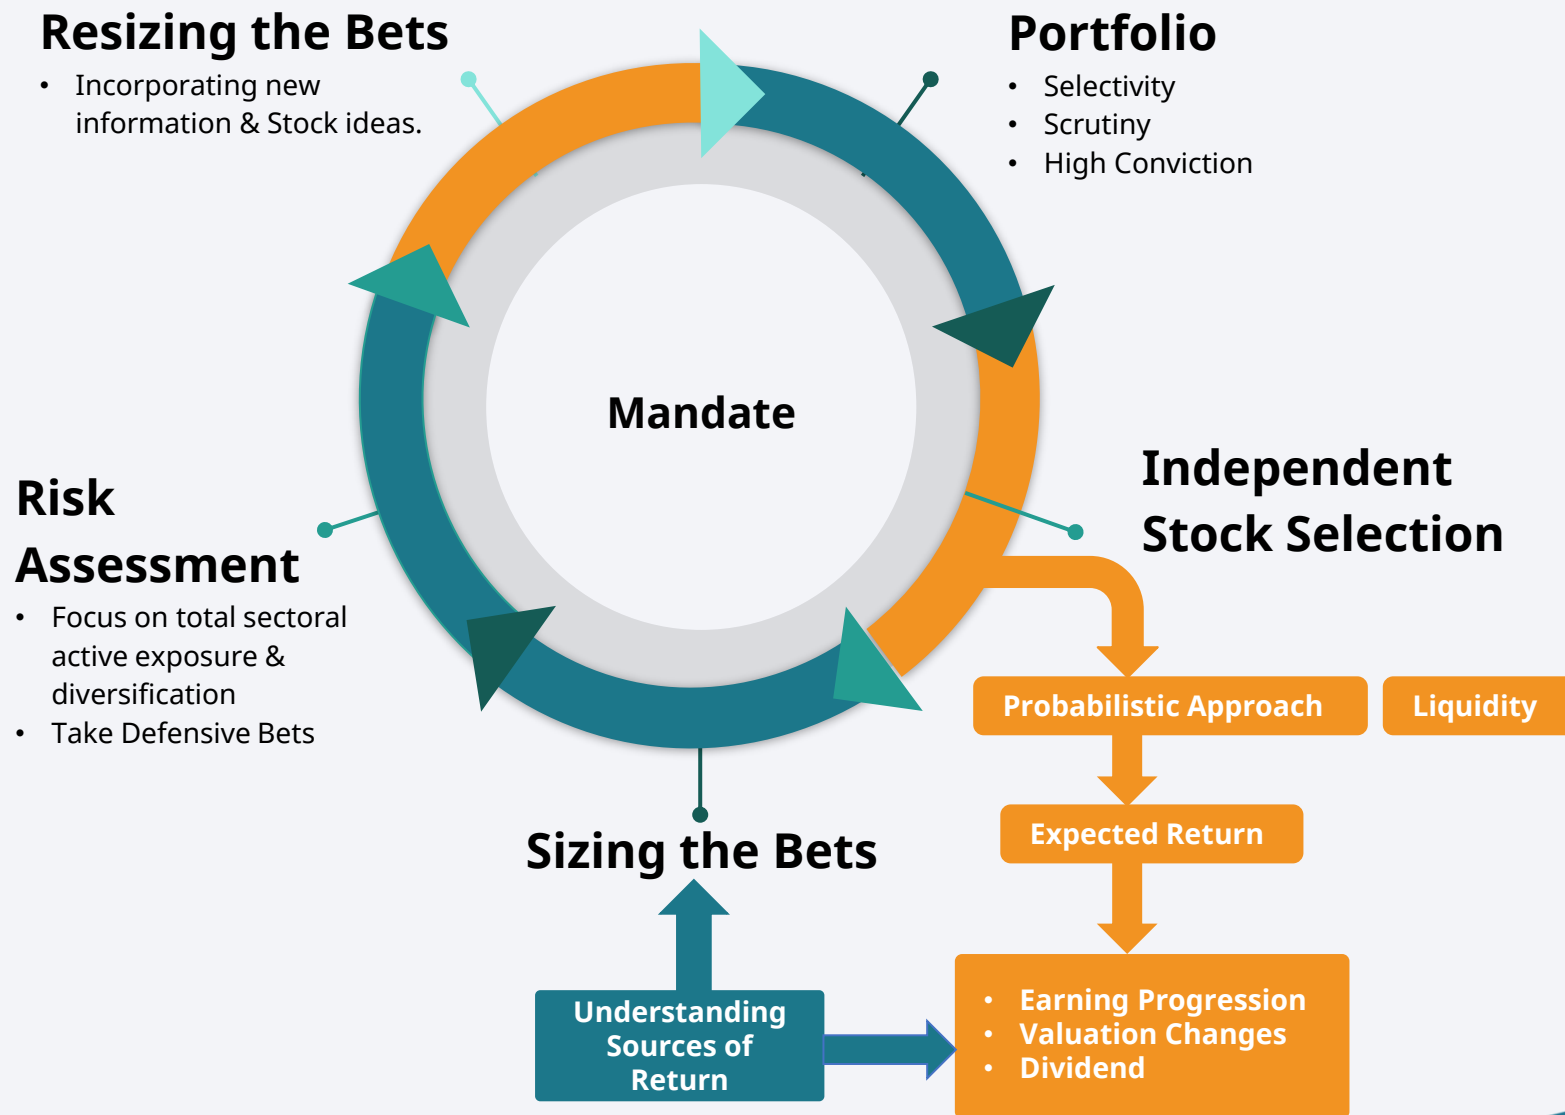 Resizing the Bets
• Incorporating new
information & Stock ideas.
Portfolio
• Selectivity
• Scrutiny
• High Conviction
Mandate
Independent
Stock Selection
Risk
Assessment
• Focus on total sectoral
active exposure &
diversification
• Take Defensive Bets
Probabilistic Approach
Liquidity
Expected Return
Sizing the Bets
Understanding
Sources of
Return
• Earning Progression
• Valuation Changes
• Dividend